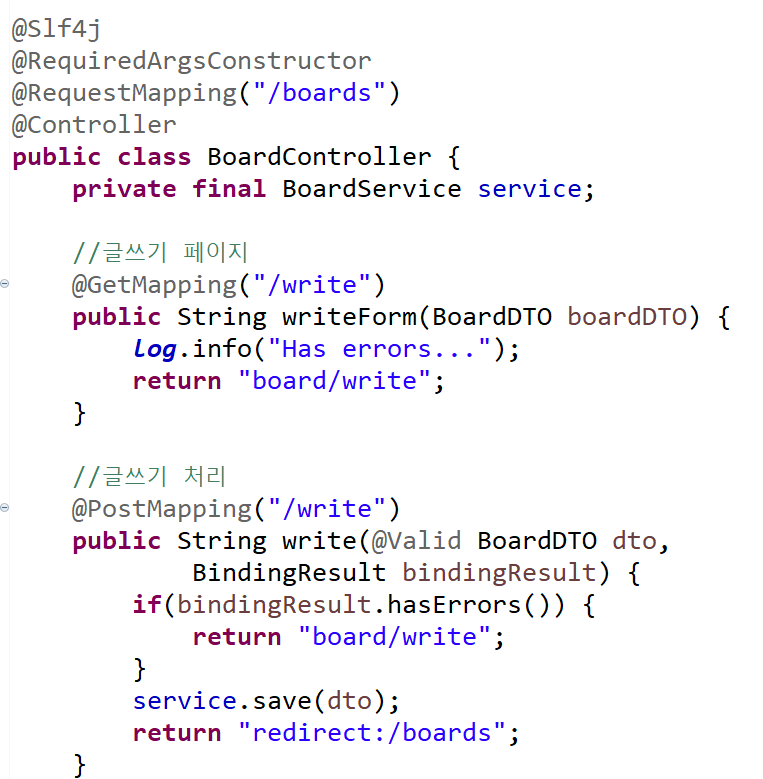 @Slf4j
@RequiredArgsConstructor
@RequestMapping("/boards")
@Controller
public class BoardController {
    private final BoardService service;

    //글쓰기 페이지
    @GetMapping("/write")
    public String writeForm(BoardDTO boardDTO) {
        log.info("Has errors...");
        return "board/write";
    }

    //글쓰기 처리
    @PostMapping("/write")
    public String write(@Valid BoardDTO dto,
            BindingResult bindingResult) {
        if(bindingResult.hasErrors()) {
            return "board/write";
        }
        service.save(dto);
        return "redirect:/boards";
    }